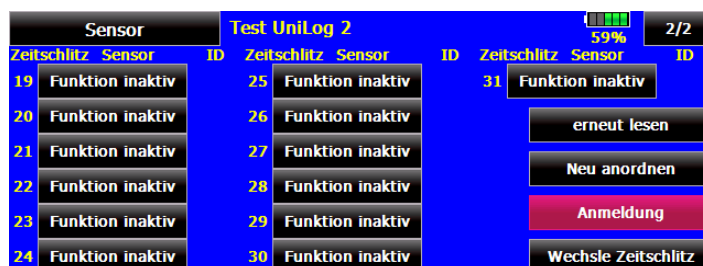 Sensor Test UniLog 2 59% 2/2
Zeitschlitz Sensor ID Zeitschlitz Sensor ID Zeitschlitz Sensor ID
19 Funktion inaktiv 25 Funktion inaktiv 31 Funktion inaktiv
20 Funktion inaktiv 26 Funktion inaktiv erneut lesen
21 Funktion inaktiv 27 Funktion inaktiv Neu anordnen
22 Funktion inaktiv 28 Funktion inaktiv
23 Funktion inaktiv 29 Funktion inaktiv Anmeldung
24 Funktion inaktiv 30 Funktion inaktiv Wechsle Zeitschlitz